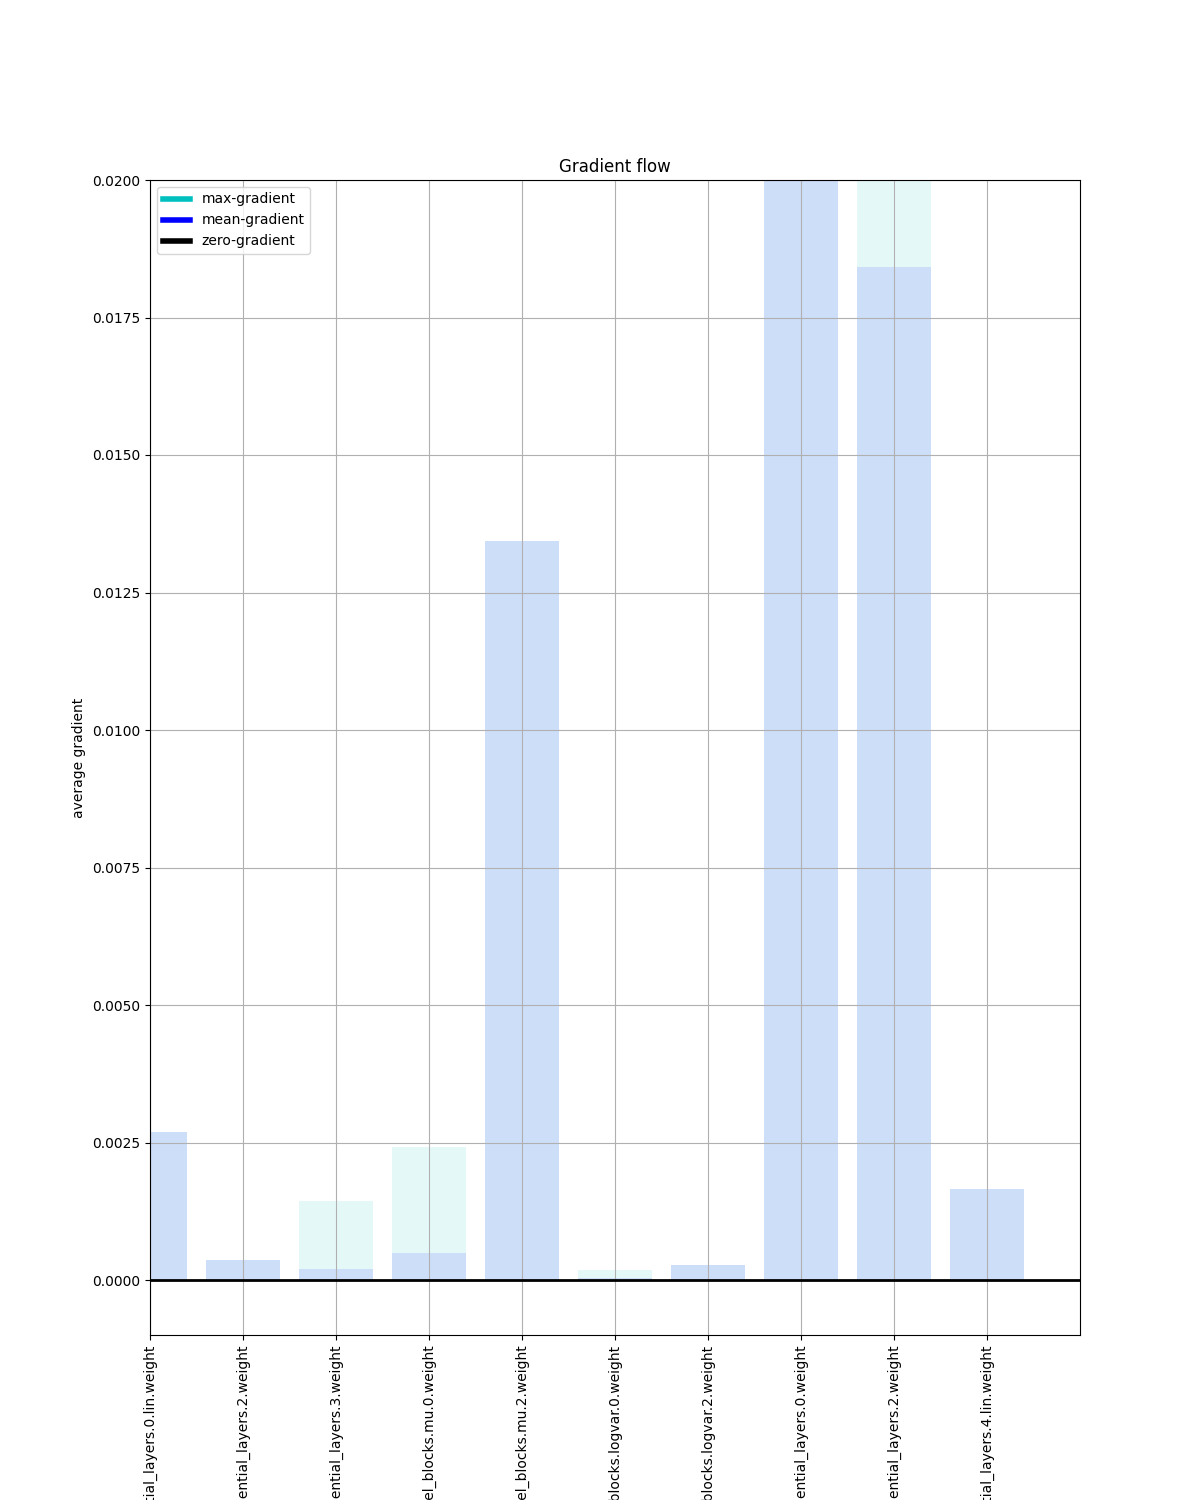 Gradient flow
max-gradient
mean-gradient
zero-gradient
0.0200
0.0175
0.0150
0.0125
0.0100
0.0075
0.0050
0.0025
0.0000
average gradient
tial_layers.0.lin.weight
ential_layers.2.weight
ential_layers.3.weight
el_blocks.mu.0.weight
el_blocks.mu.2.weight
blocks.logvar.0.weight
blocks.logvar.2.weight
ential_layers.0.weight
ential_layers.2.weight
tial_layers.4.lin.weight